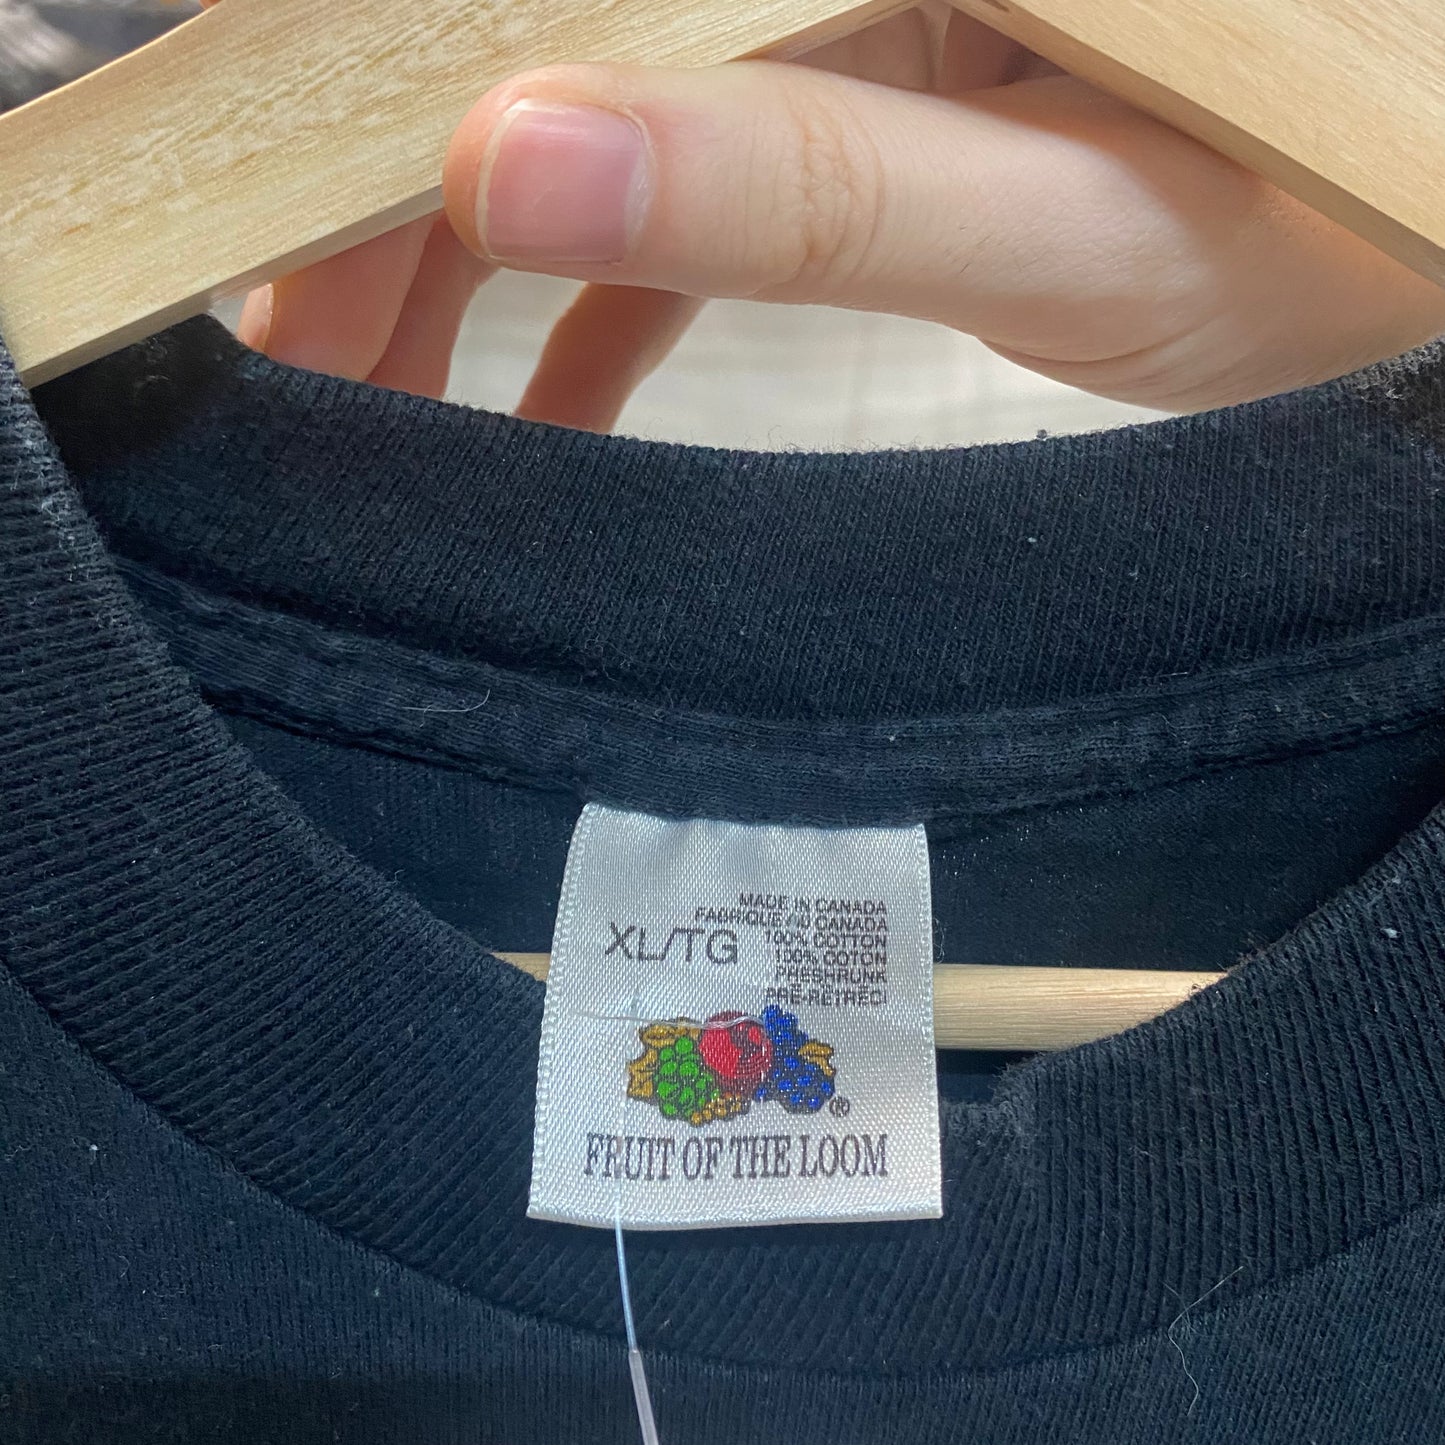 MADE IN CANADA
FABRIQUÉ AU CANADA
100% COTTON
100% COTON
PRESHRUNK
PRÉ-RÉTRÉCI
XL/TG
®
FRUIT OF THE LOOM